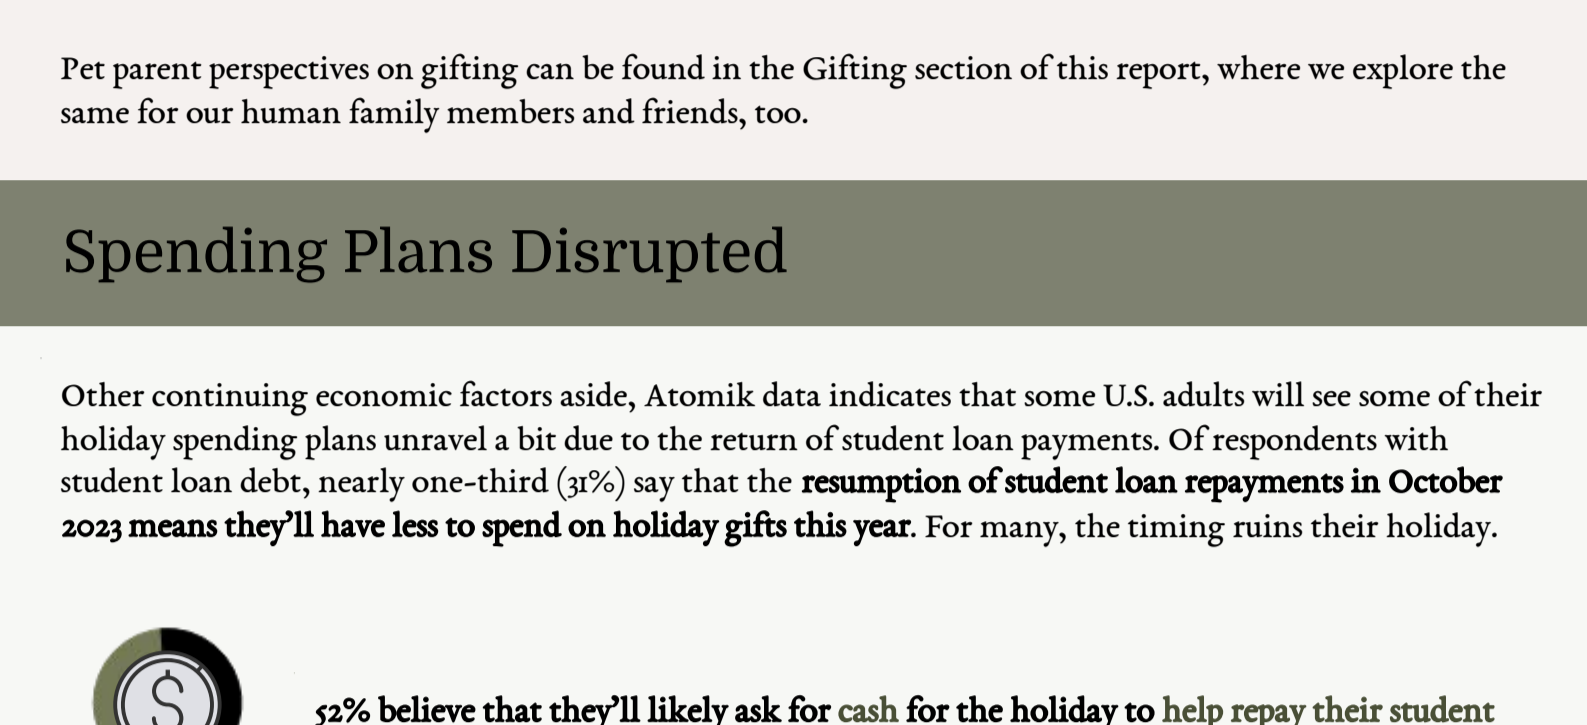 Pet parent perspectives on gifting can be found in the Gifting section of this report, where we explore the
same for our human family members and friends, too.
Spending Plans Disrupted
Other continuing economic factors aside, Atomik data indicates that some U.S. adults will see some of their
holiday spending plans unravel a bit due to the return of student loan payments. Of respondents with
student loan debt, nearly one-third (31%) say that the resumption of student loan repayments in October
2023 means they’ll have less to spend on holiday gifts this year. For many, the timing ruins their holiday.
$
52% believe that they’ll likely ask for cash for the holiday to help repay their student